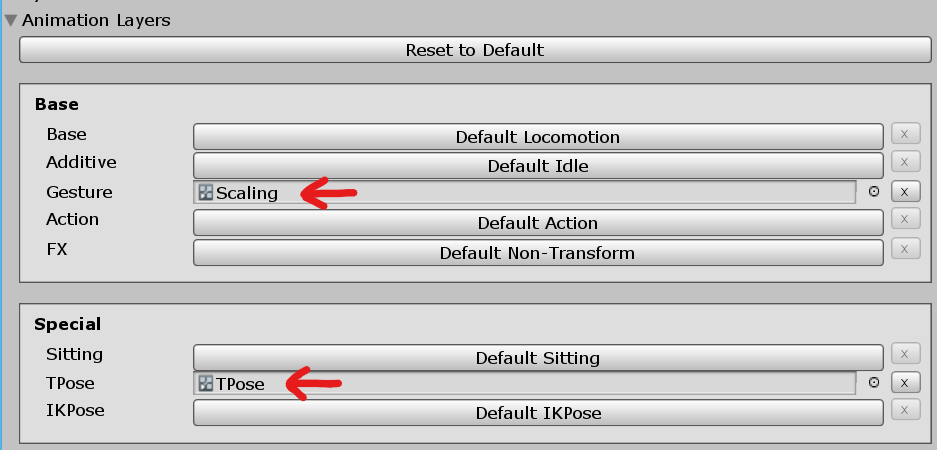 Animation Layers
Reset to Default
Base
Base Default Locomotion x
Additive Default Idle x
Gesture Scaling x
Action Default Action x
FX Default Non-Transform x
Special
Sitting Default Sitting x
TPose TPose x
IKPose Default IKPose x